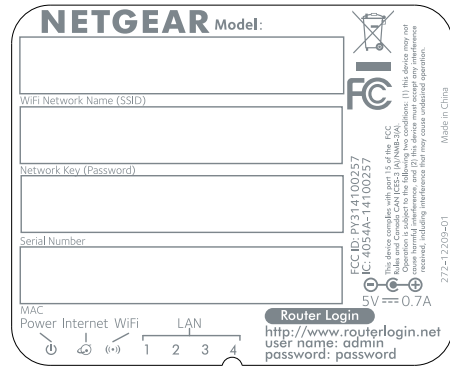 NETGEAR Model:
WiFi Network Name (SSID)
Network Key (Password)
Serial Number
MAC
Power Internet WiFi LAN
1 2 3 4
FC
FCC ID: PY314100257
IC: 4054A-14100257
This device complies with part 15 of the FCC
Rules and Canada CAN ICES-3 (A)/NMB-3(A).
Operation is subject to the following two conditions: (1) this device may not
cause harmful interference, and (2) this device must accept any interference
received, including interference that may cause undesired operation.
Made in China
272-12209-01
5V 0.7A
Router Login
http://www.routerlogin.net
user name: admin
password: password